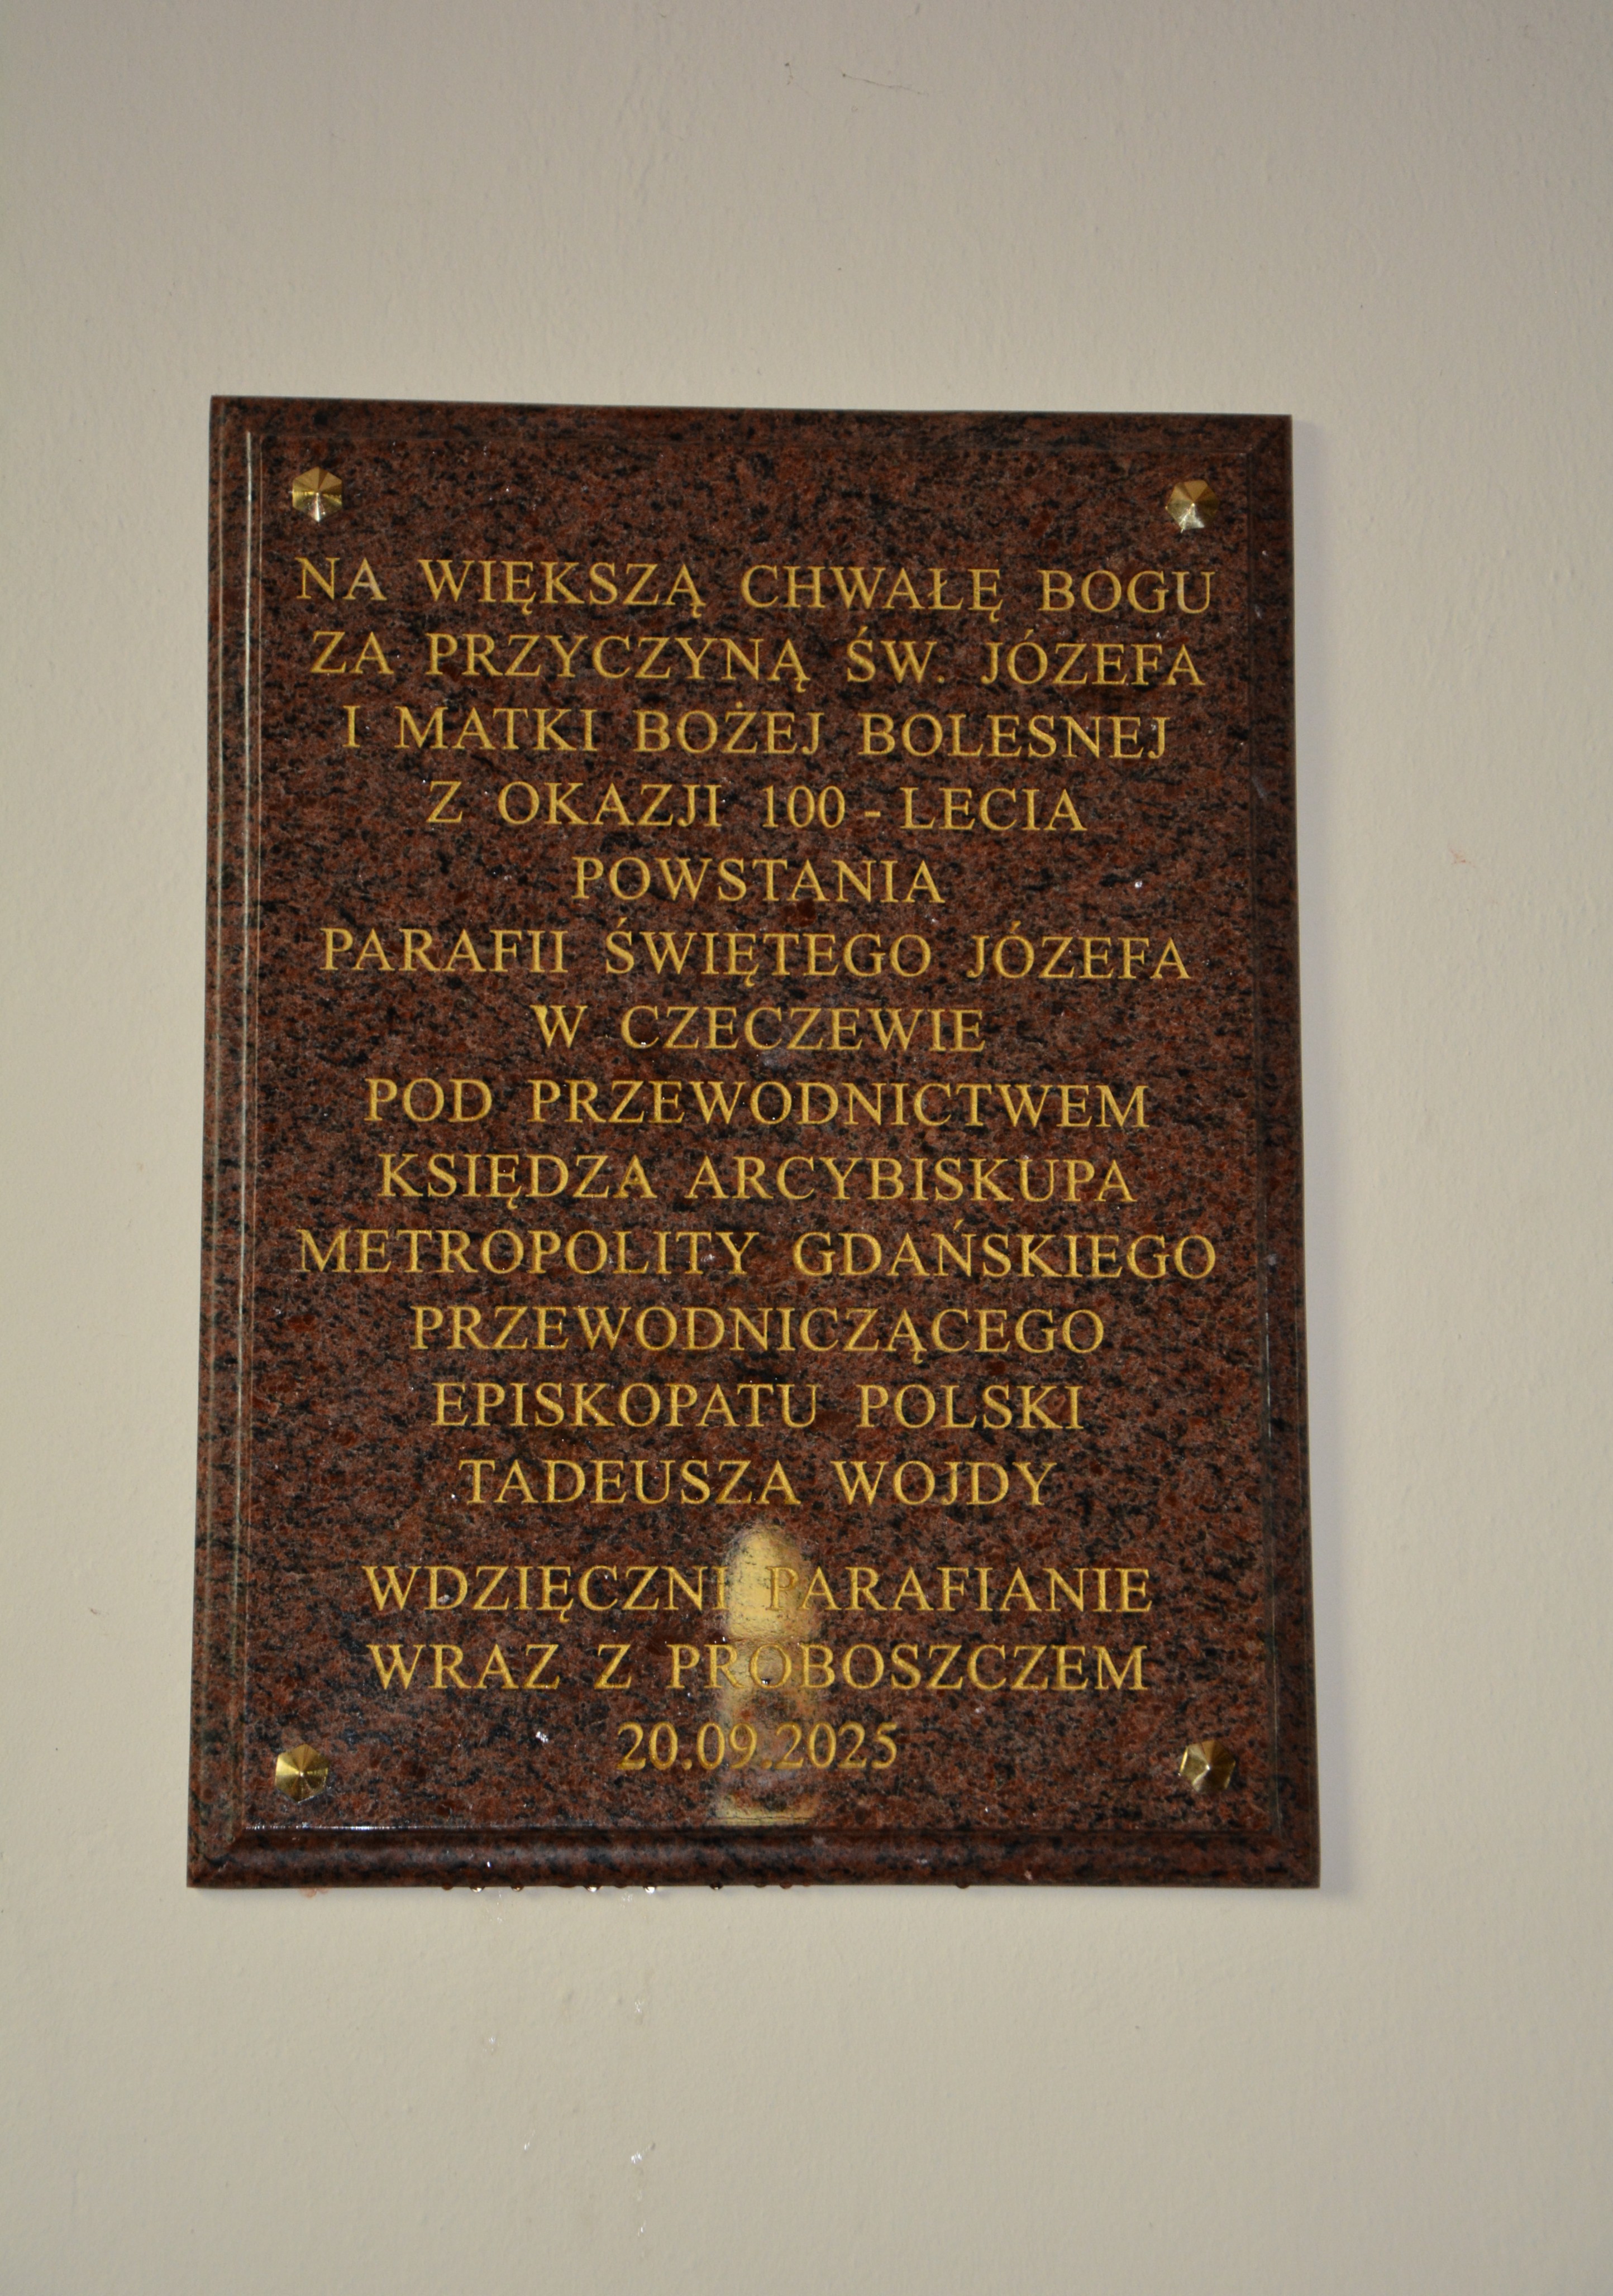 NA WIĘKSZĄ CHWAŁĘ BOGU
ZA PRZYCZYNĄ ŚW. JÓZEFA
I MATKI BOŻEJ BOLESNEJ
Z OKAZJI 100 - LECIA
POWSTANIA
PARAFII ŚWIĘTEGO JÓZEFA
W CZECZEWIE
POD PRZEWODNICTWEM
KSIĘDZA ARCYBISKUPA
METROPOLITY GDAŃSKIEGO
PRZEWODNICZĄCEGO
EPISKOPATU POLSKI
TADEUSZA WOJDY
WDZIĘCZNI PARAFIANIE
WRAZ Z PROBOSZCZEM
20.09.2025